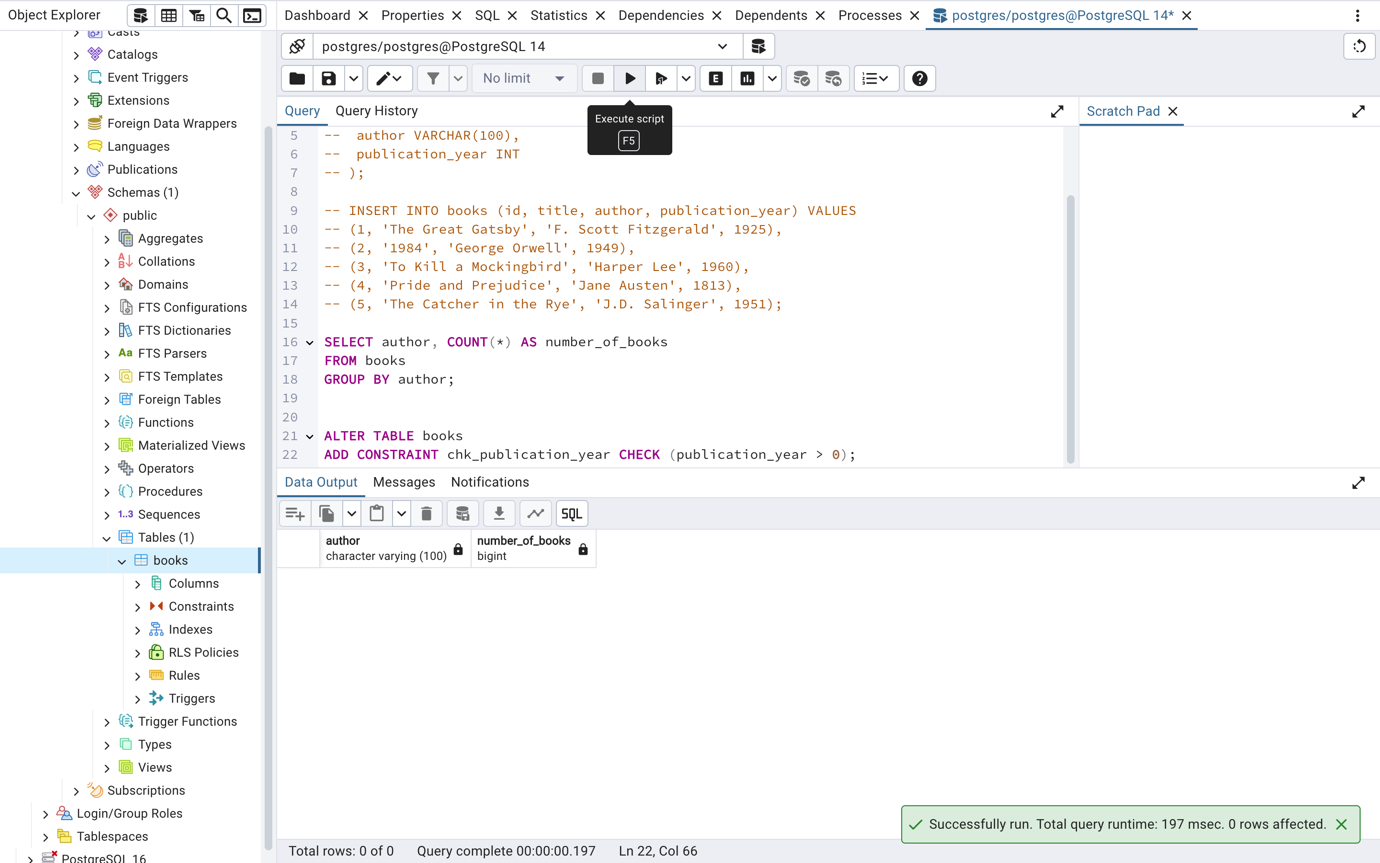 Object Explorer
Dashboard
Properties
SQL
Statistics
Dependencies
Dependents
Processes
postgres/postgres@PostgreSQL 14*
postgres/postgres@PostgreSQL 14
No limit
E
Query
Query History
Scratch Pad
Execute script
F5
Casts
Catalogs
Event Triggers
Extensions
Foreign Data Wrappers
Languages
Publications
Schemas (1)
public
Aggregates
Collations
Domains
FTS Configurations
FTS Dictionaries
Aa FTS Parsers
FTS Templates
Foreign Tables
Functions
Materialized Views
Operators
Procedures
1..3 Sequences
Tables (1)
books
Columns
Constraints
Indexes
RLS Policies
Rules
Triggers
Trigger Functions
Types
Views
Subscriptions
Login/Group Roles
Tablespaces
PostgreSQL 16
5 -- author VARCHAR(100),
6 -- publication_year INT
7 -- );
8
9 -- INSERT INTO books (id, title, author, publication_year) VALUES
10 -- (1, 'The Great Gatsby', 'F. Scott Fitzgerald', 1925),
11 -- (2, '1984', 'George Orwell', 1949),
12 -- (3, 'To Kill a Mockingbird', 'Harper Lee', 1960),
13 -- (4, 'Pride and Prejudice', 'Jane Austen', 1813),
14 -- (5, 'The Catcher in the Rye', 'J.D. Salinger', 1951);
15
16 SELECT author, COUNT(*) AS number_of_books
17 FROM books
18 GROUP BY author;
19
20
21 ALTER TABLE books
22 ADD CONSTRAINT chk_publication_year CHECK (publication_year > 0);
Data Output
Messages
Notifications
SQL
author
character varying (100)
number_of_books
bigint
Successfully run. Total query runtime: 197 msec. 0 rows affected.
Total rows: 0 of 0
Query complete 00:00:00.197
Ln 22, Col 66